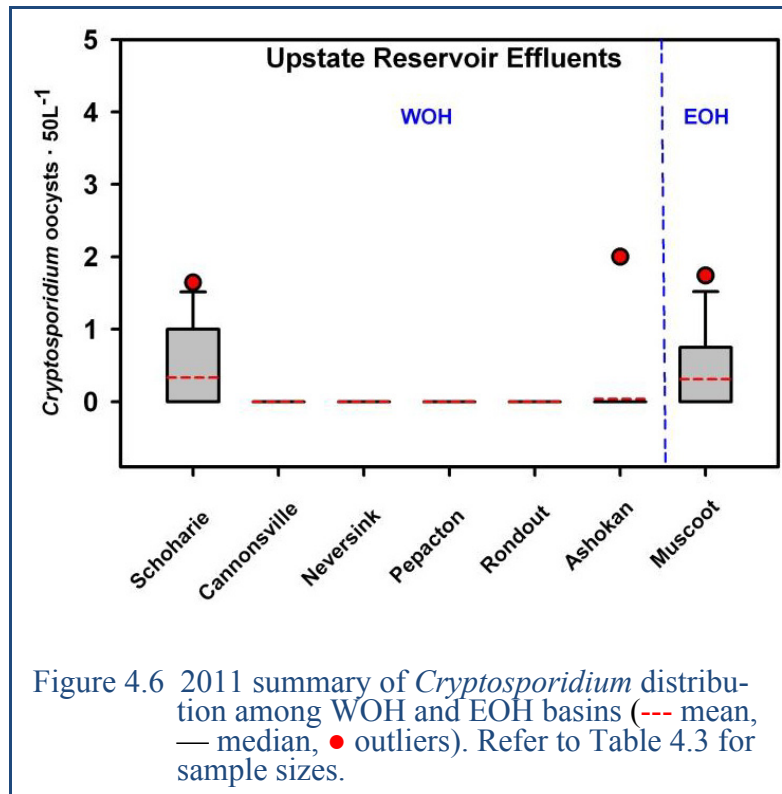 Upstate Reservoir Effluents
WOH
EOH
Cryptosporidium oocysts · 50L⁻¹
5
4
3
2
1
0
Schoharie
Cannonsville
Neversink
Pepacton
Rondout
Ashokan
Muscoot
Figure 4.6 2011 summary of Cryptosporidium distribu-
tion among WOH and EOH basins (--- mean,
— median, ● outliers). Refer to Table 4.3 for
sample sizes.